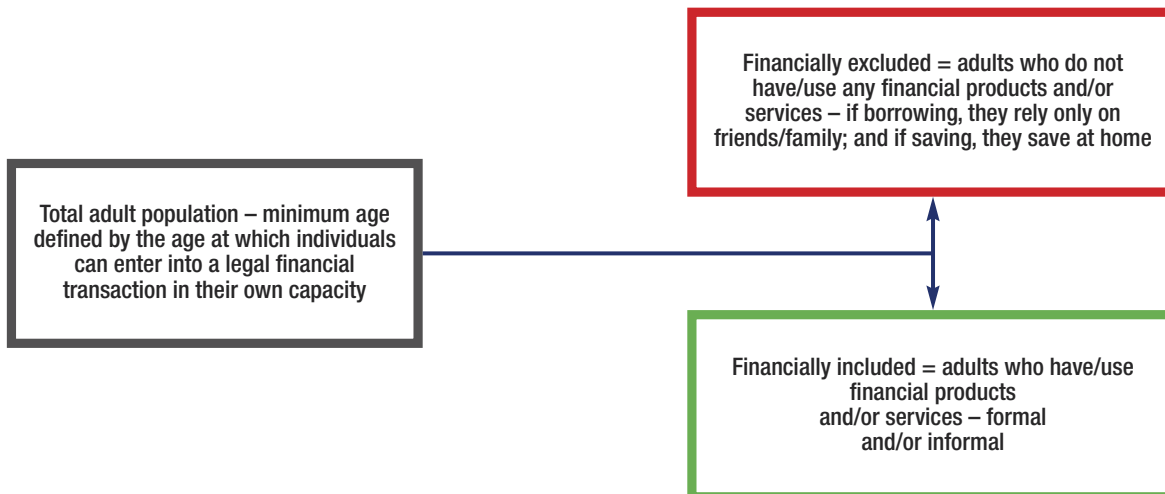 Financially excluded = adults who do not
have/use any financial products and/or
services – if borrowing, they rely only on
friends/family; and if saving, they save at home
Total adult population – minimum age
defined by the age at which individuals
can enter into a legal financial
transaction in their own capacity
Financially included = adults who have/use
financial products
and/or services – formal
and/or informal